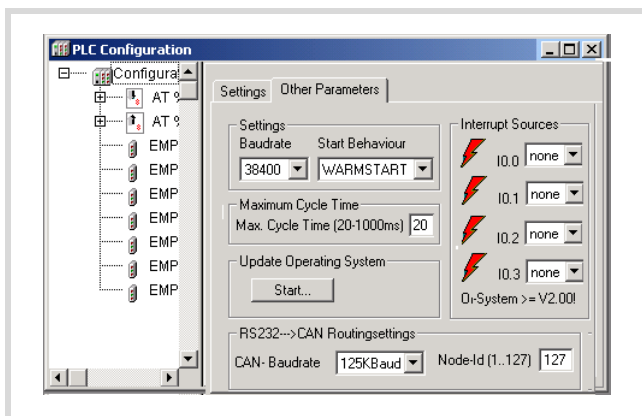 PLC Configuration
Configura
AT %
AT %
EMP
EMP
EMP
EMP
EMP
EMP
EMP
Settings Other Parameters
Settings
Baudrate Start Behaviour
38400 WARMSTART
Maximum Cycle Time
Max. Cycle Time (20-1000ms) 20
Update Operating System
Start...
Interrupt Sources
I0.0 none
I0.1 none
I0.2 none
I0.3 none
Or-System >= V2.00!
RS232--->CAN Routingsettings
CAN- Baudrate 125KBaud Node-Id (1..127) 127